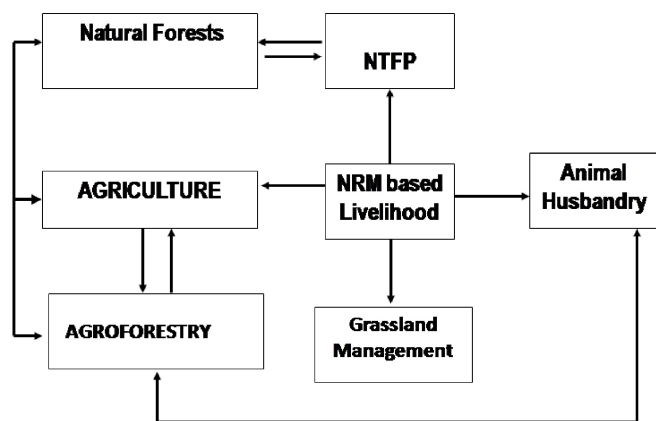 Natural Forests
NTFP
AGRICULTURE
NRM based
Livelihood
Animal
Husbandry
AGROFORESTRY
Grassland
Management